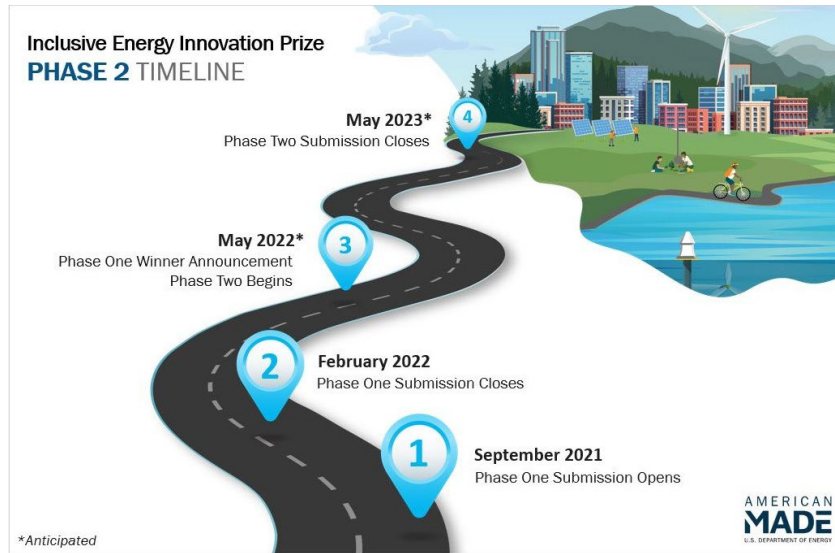 Inclusive Energy Innovation Prize
PHASE 2 TIMELINE
4
May 2023*
Phase Two Submission Closes
3
May 2022*
Phase One Winner Announcement
Phase Two Begins
2
February 2022
Phase One Submission Closes
1
September 2021
Phase One Submission Opens
*Anticipated
AMERICAN
MADE
U.S. DEPARTMENT OF ENERGY